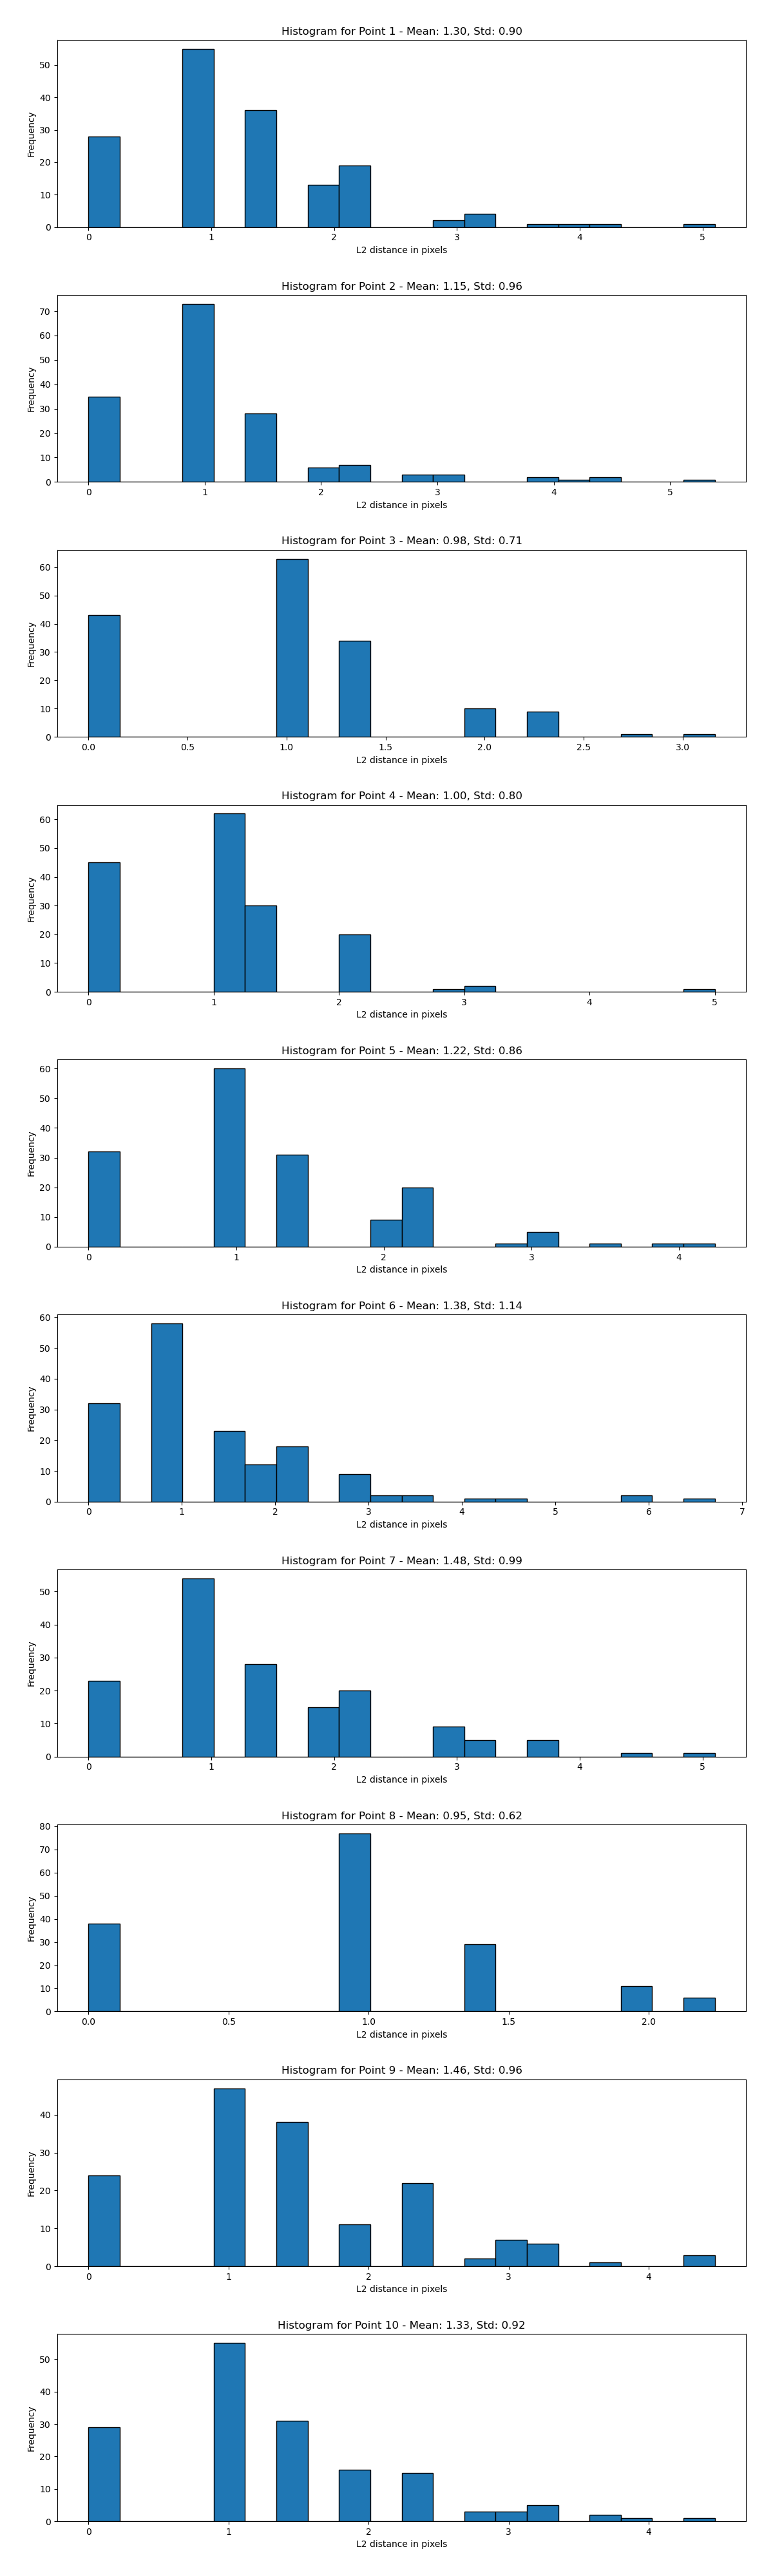 Histogram for Point 1 - Mean: 1.30, Std: 0.90
50
40
30
20
10
0
Frequency
0 1 2 3 4 5
L2 distance in pixels
Histogram for Point 2 - Mean: 1.15, Std: 0.96
70
60
50
40
30
20
10
0
Frequency
0 1 2 3 4 5
L2 distance in pixels
Histogram for Point 3 - Mean: 0.98, Std: 0.71
60
50
40
30
20
10
0
Frequency
0.0 0.5 1.0 1.5 2.0 2.5 3.0
L2 distance in pixels
Histogram for Point 4 - Mean: 1.00, Std: 0.80
60
50
40
30
20
10
0
Frequency
0 1 2 3 4 5
L2 distance in pixels
Histogram for Point 5 - Mean: 1.22, Std: 0.86
60
50
40
30
20
10
0
Frequency
0 1 2 3 4
L2 distance in pixels
Histogram for Point 6 - Mean: 1.38, Std: 1.14
60
50
40
30
20
10
0
Frequency
0 1 2 3 4 5 6 7
L2 distance in pixels
Histogram for Point 7 - Mean: 1.48, Std: 0.99
50
40
30
20
10
0
Frequency
0 1 2 3 4 5
L2 distance in pixels
Histogram for Point 8 - Mean: 0.95, Std: 0.62
80
70
60
50
40
30
20
10
0
Frequency
0.0 0.5 1.0 1.5 2.0
L2 distance in pixels
Histogram for Point 9 - Mean: 1.46, Std: 0.96
40
30
20
10
0
Frequency
0 1 2 3 4
L2 distance in pixels
Histogram for Point 10 - Mean: 1.33, Std: 0.92
50
40
30
20
10
0
Frequency
0 1 2 3 4
L2 distance in pixels